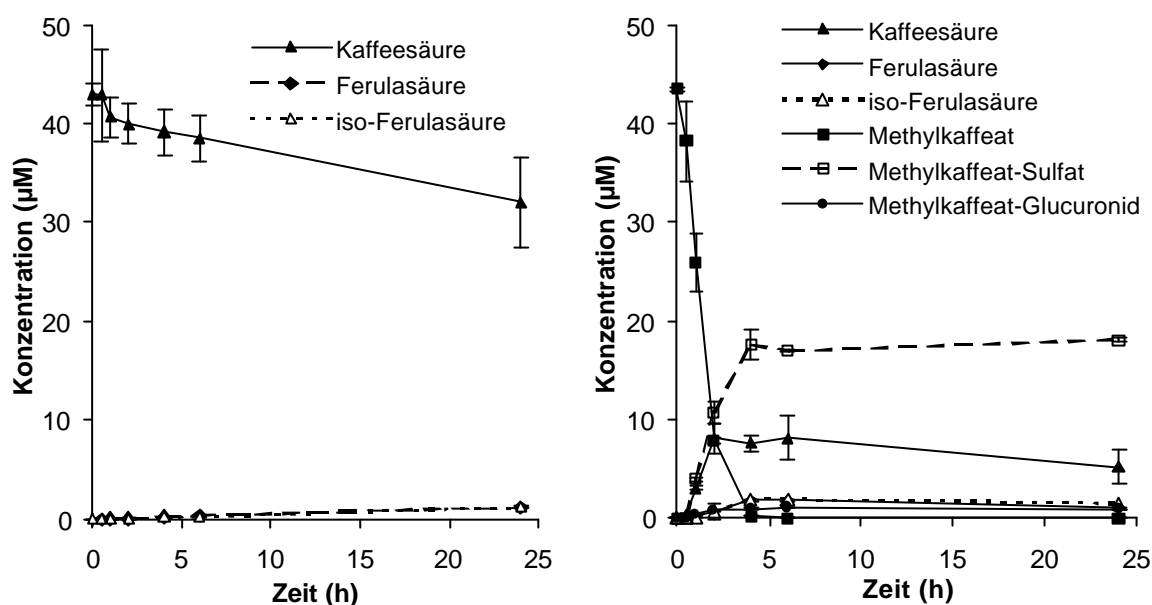 50
40
30
20
10
0
Konzentration (µM)
Kaffeesäure
Ferulasäure
iso-Ferulasäure
0
5
10
15
20
25
Zeit (h)
50
40
30
20
10
0
Konzentration (µM)
Kaffeesäure
Ferulasäure
iso-Ferulasäure
Methylkaffeat
Methylkaffeat-Sulfat
Methylkaffeat-Glucuronid
0
5
10
15
20
25
Zeit (h)